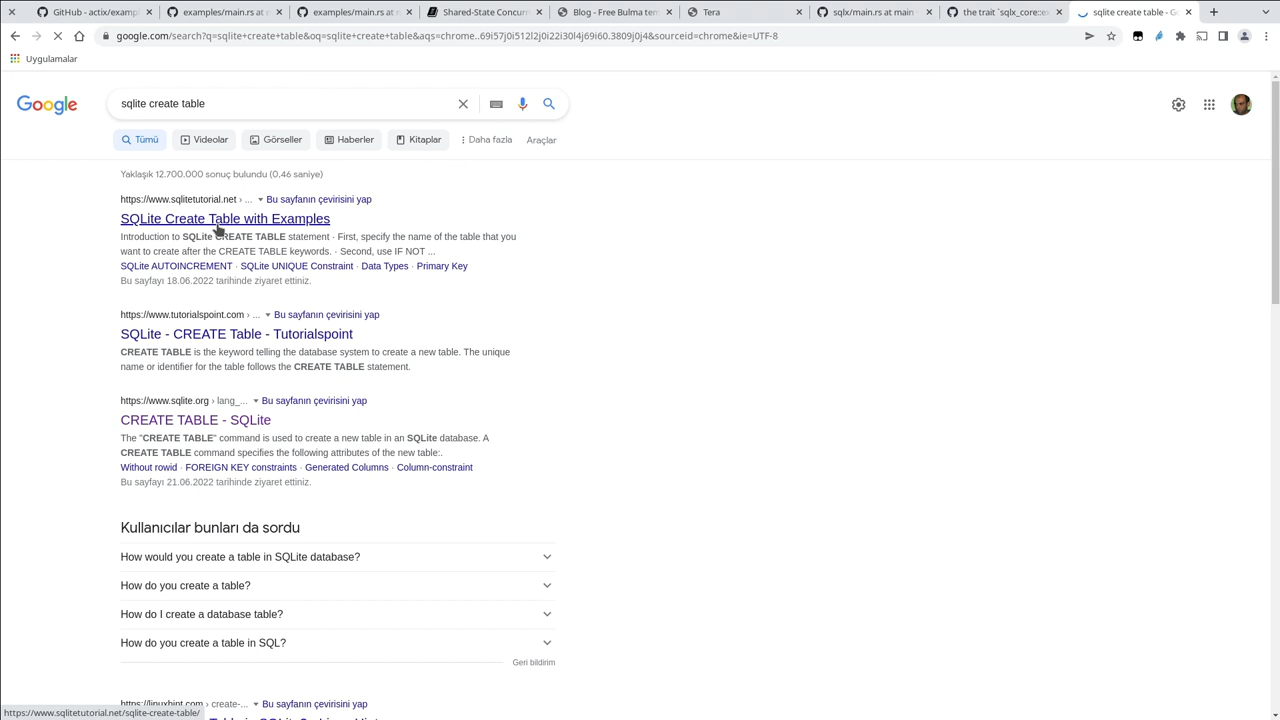 GitHub - actix/examp
examples/main.rs at m
examples/main.rs at m
Shared-State Concurr
Blog - Free Bulma tem
Tera
sqlx/main.rs at main ·
the trait `sqlx_core::ex
sqlite create table - G
google.com/search?q=sqlite+create+table&oq=sqlite+create+table&aqs=chrome..69i57j0i512l2j0i22i30l4j69i60.3809j0j4&sourceid=chrome&ie=UTF-8
Uygulamalar
Google
sqlite create table
Tümü
Videolar
Görseller
Haberler
Kitaplar
Daha fazla
Araçlar
Yaklaşık 12.700.000 sonuç bulundu (0.46 saniye)
https://www.sqlitetutorial.net › ... Bu sayfanın çevirisini yap
SQLite Create Table with Examples
Introduction to SQLite CREATE TABLE statement · First, specify the name of the table that you
want to create after the CREATE TABLE keywords. · Second, use IF NOT ...
SQLite AUTOINCREMENT · SQLite UNIQUE Constraint · Data Types · Primary Key
Bu sayfayı 18.06.2022 tarihinde ziyaret ettiniz.
https://www.tutorialspoint.com › ... Bu sayfanın çevirisini yap
SQLite - CREATE Table - Tutorialspoint
CREATE TABLE is the keyword telling the database system to create a new table. The unique
name or identifier for the table follows the CREATE TABLE statement.
https://www.sqlite.org › lang_... Bu sayfanın çevirisini yap
CREATE TABLE - SQLite
The "CREATE TABLE" command is used to create a new table in an SQLite database. A
CREATE TABLE command specifies the following attributes of the new table:.
Without rowid · FOREIGN KEY constraints · Generated Columns · Column-constraint
Bu sayfayı 21.06.2022 tarihinde ziyaret ettiniz.
Kullanıcılar bunları da sordu
How would you create a table in SQLite database?
How do you create a table?
How do I create a database table?
How do you create a table in SQL?
Geri bildirim
https://linuxhint.com › create-... Bu sayfanın çevirisini yap
https://www.sqlitetutorial.net/sqlite-create-table/